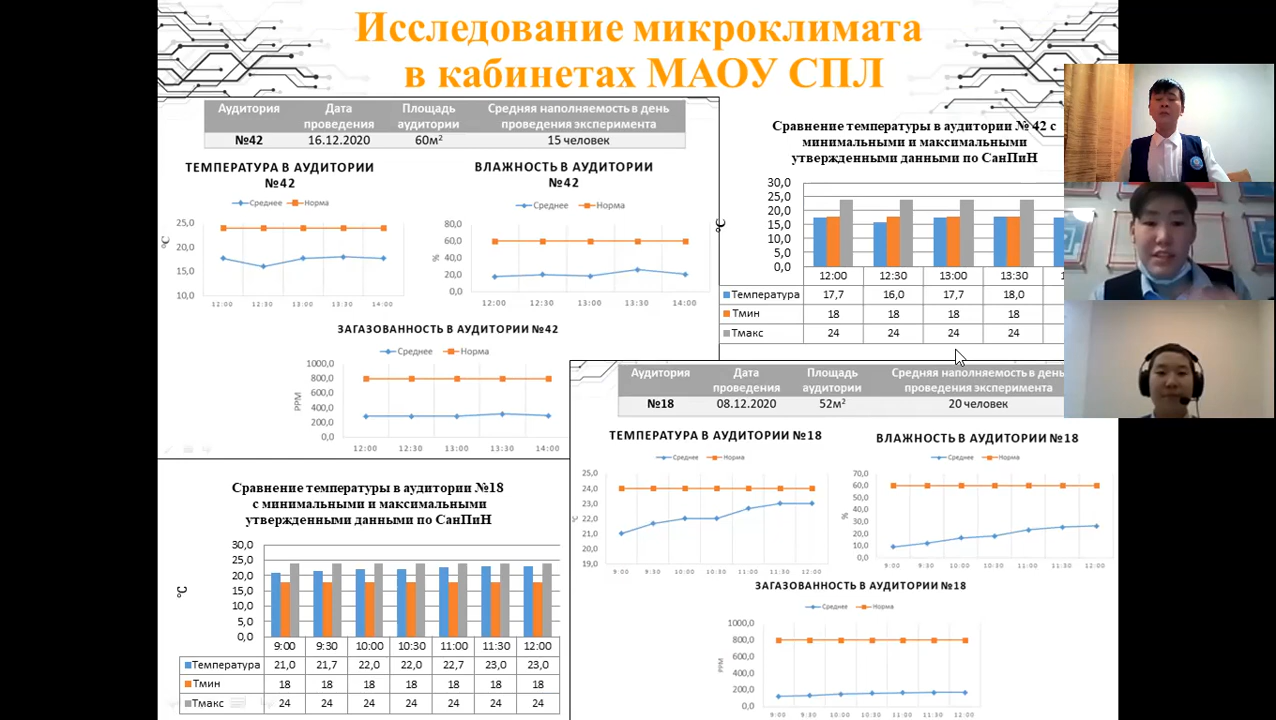 Исследование микроклимата
в кабинетах МАОУ СПЛ
Аудитория Дата проведения Площадь аудитории Средняя наполняемость в день проведения эксперимента
№42 16.12.2020 60м² 15 человек
ТЕМПЕРАТУРА В АУДИТОРИИ
№42
Среднее Норма
°C
25,0
20,0
15,0
10,0
12:00 12:30 13:00 13:30 14:00
ВЛАЖНОСТЬ В АУДИТОРИИ
№42
Среднее Норма
%
80,0
60,0
40,0
20,0
0,0
12:00 12:30 13:00 13:30 14:00
ЗАГАЗОВАННОСТЬ В АУДИТОРИИ №42
Среднее Норма
PPM
1000,0
800,0
600,0
400,0
200,0
0,0
12:00 12:30 13:00 13:30 14:00
Сравнение температуры в аудитории № 42 с
минимальными и максимальными
утвержденными данными по СанПиН
°C
30,0
25,0
20,0
15,0
10,0
5,0
0,0
12:00 12:30 13:00 13:30
Температура 17,7 16,0 17,7 18,0
Тмин 18 18 18 18
Тмакс 24 24 24 24
Сравнение температуры в аудитории №18
с минимальными и максимальными
утвержденными данными по СанПиН
°C
30,0
25,0
20,0
15,0
10,0
5,0
0,0
9:00 9:30 10:00 10:30 11:00 11:30 12:00
Температура 21,0 21,7 22,0 22,0 22,7 23,0 23,0
Тмин 18 18 18 18 18 18 18
Тмакс 24 24 24 24 24 24 24
Аудитория Дата проведения Площадь аудитории Средняя наполняемость в день проведения эксперимента
№18 08.12.2020 52м² 20 человек
ТЕМПЕРАТУРА В АУДИТОРИИ №18
Среднее Норма
25,0
24,0
23,0
22,0
21,0
20,0
19,0
9:00 9:30 10:00 10:30 11:00 11:30 12:00
ВЛАЖНОСТЬ В АУДИТОРИИ №18
Среднее Норма
%
70,0
60,0
50,0
40,0
30,0
20,0
10,0
0,0
9:00 9:30 10:00 10:30 11:00 11:30 12:00
ЗАГАЗОВАННОСТЬ В АУДИТОРИИ №18
Среднее Норма
PPM
1000,0
800,0
600,0
400,0
200,0
0,0
9:00 9:30 10:00 10:30 11:00 11:30 12:00